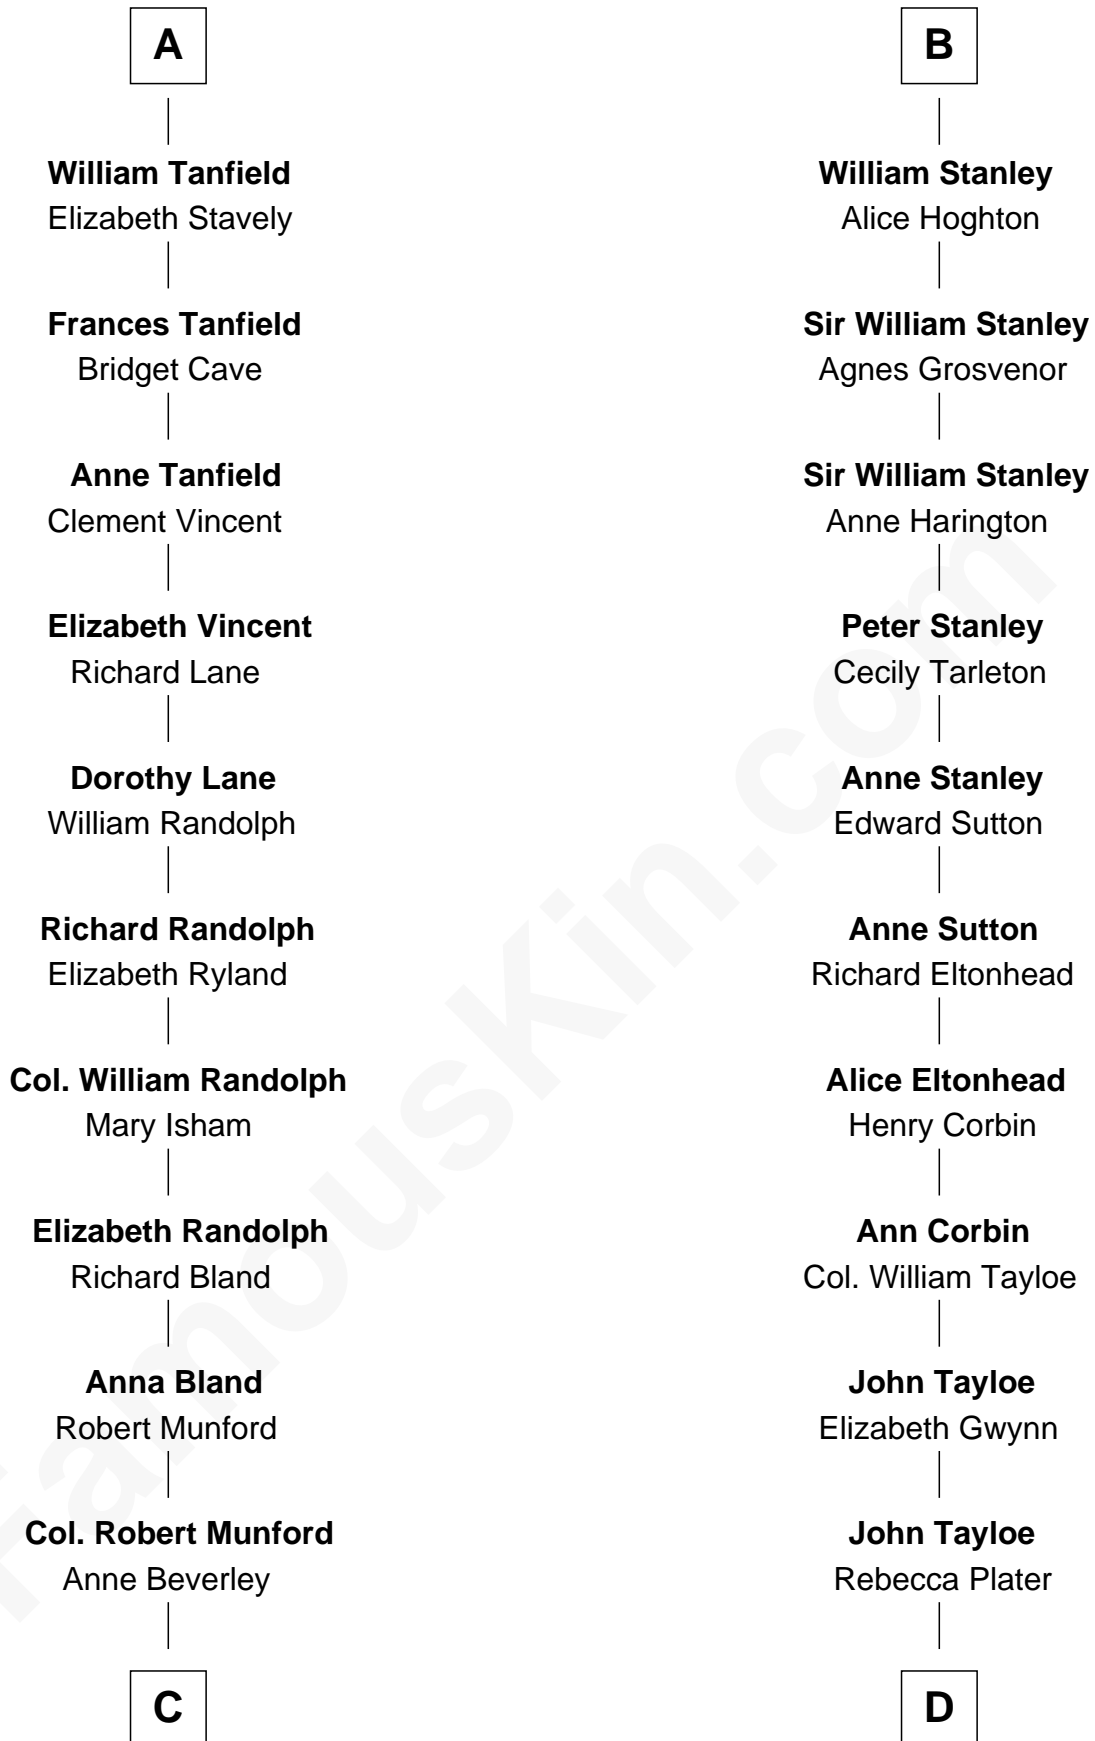 A
William Tanfield
Elizabeth Stavely
Frances Tanfield
Bridget Cave
Anne Tanfield
Clement Vincent
Elizabeth Vincent
Richard Lane
Dorothy Lane
William Randolph
Richard Randolph
Elizabeth Ryland
Col. William Randolph
Mary Isham
Elizabeth Randolph
Richard Bland
Anna Bland
Robert Munford
Col. Robert Munford
Anne Beverley
C
B
William Stanley
Alice Hoghton
Sir William Stanley
Agnes Grosvenor
Sir William Stanley
Anne Harington
Peter Stanley
Cecily Tarleton
Anne Stanley
Edward Sutton
Anne Sutton
Richard Eltonhead
Alice Eltonhead
Henry Corbin
Ann Corbin
Col. William Tayloe
John Tayloe
Elizabeth Gwynn
John Tayloe
Rebecca Plater
D
FamousKin.com